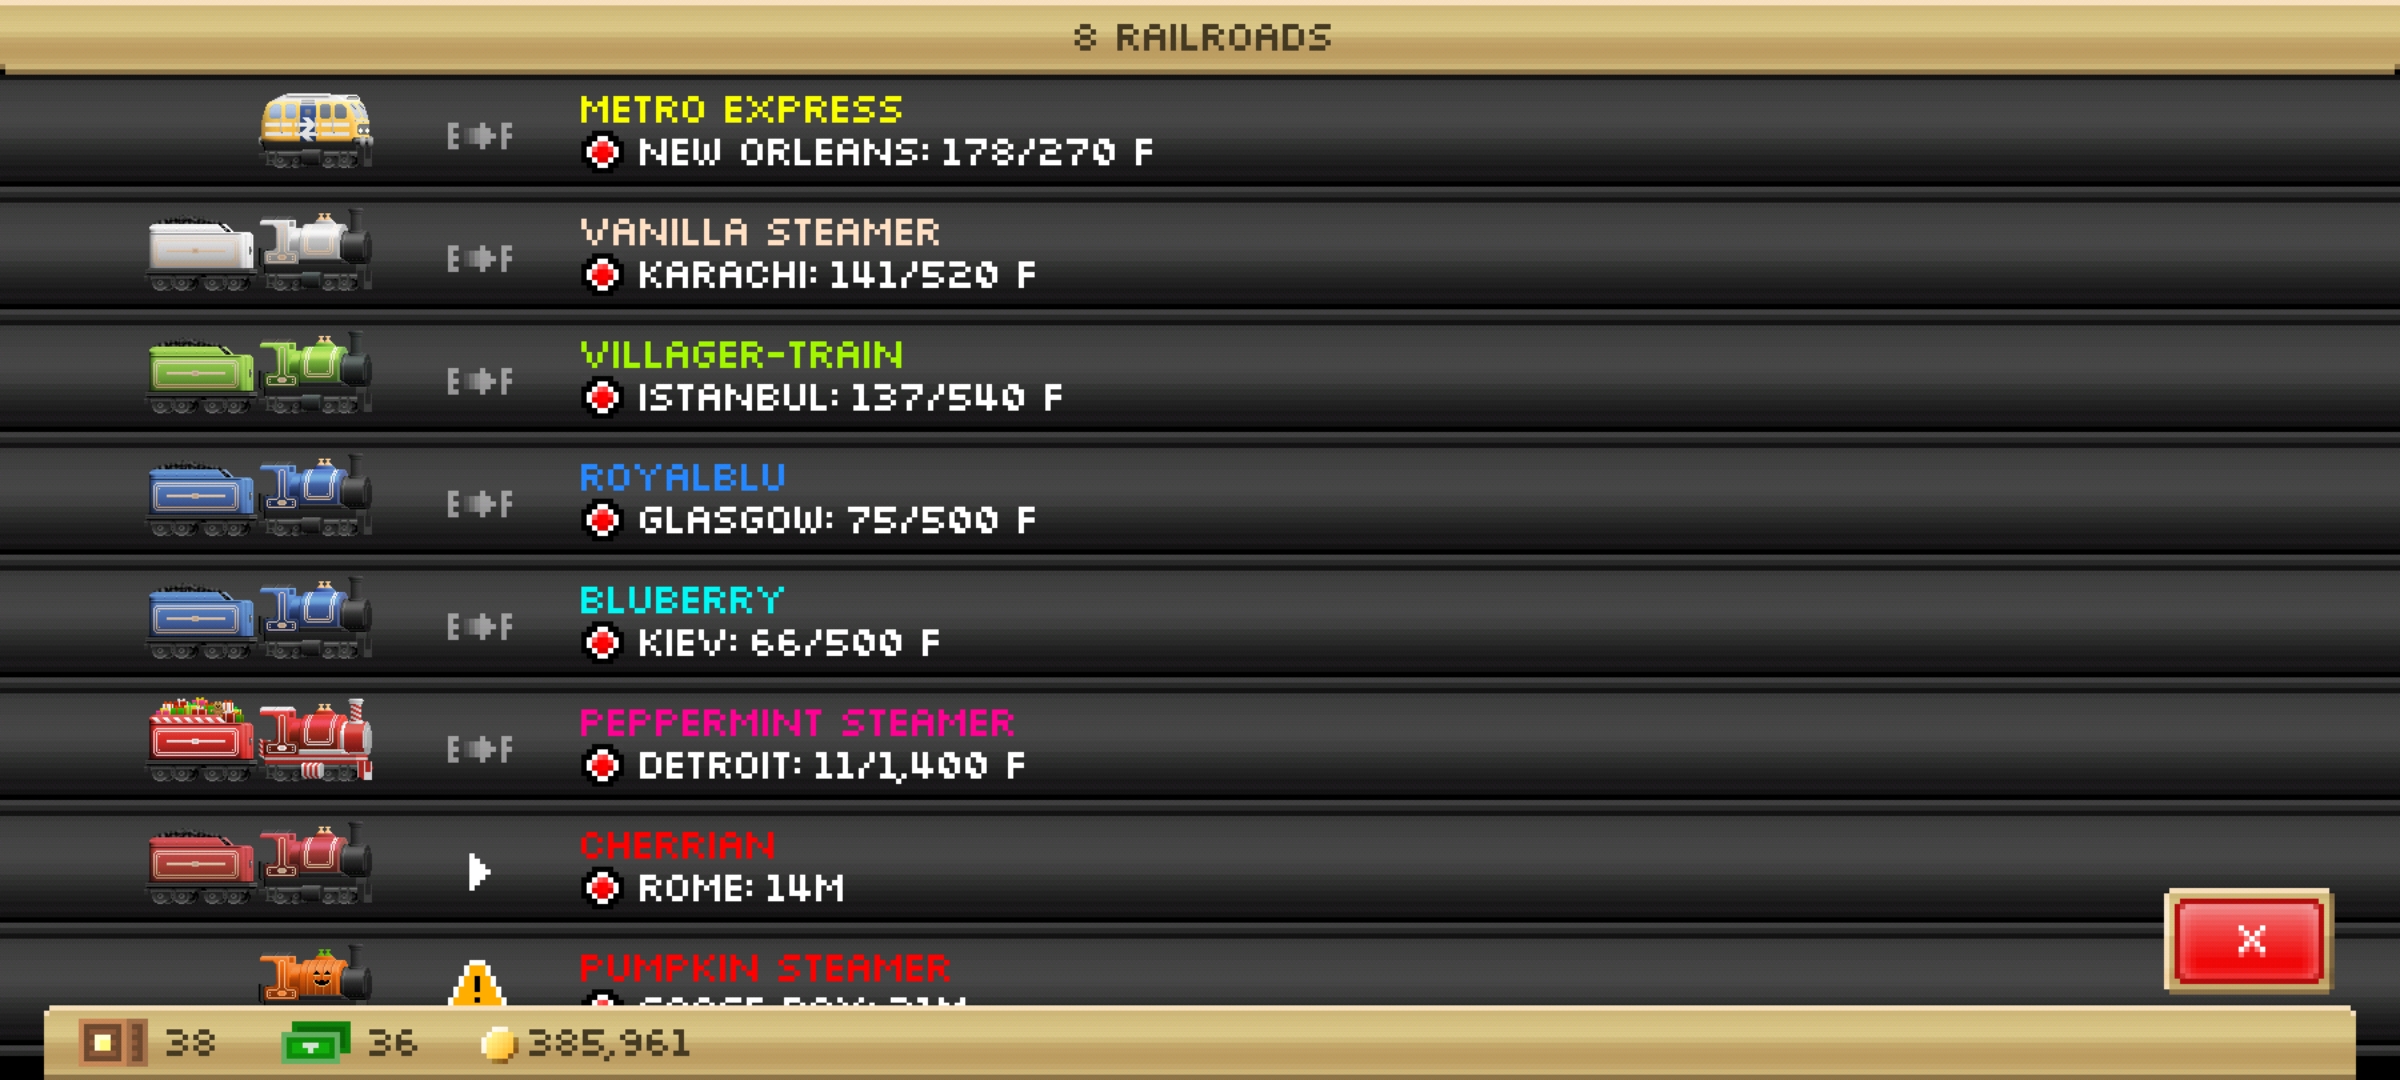 8 RAILROADS
METRO EXPRESS
E F NEW ORLEANS: 178/270 F
VANILLA STEAMER
E F KARACHI: 141/520 F
VILLAGER-TRAIN
E F ISTANBUL: 137/540 F
ROYALBLU
E F GLASGOW: 75/500 F
BLUBERRY
E F KIEV: 66/500 F
PEPPERMINT STEAMER
E F DETROIT: 11/1,400 F
CHERRIAN
ROME: 14M
PUMPKIN STEAMER
X
38 36 385,961